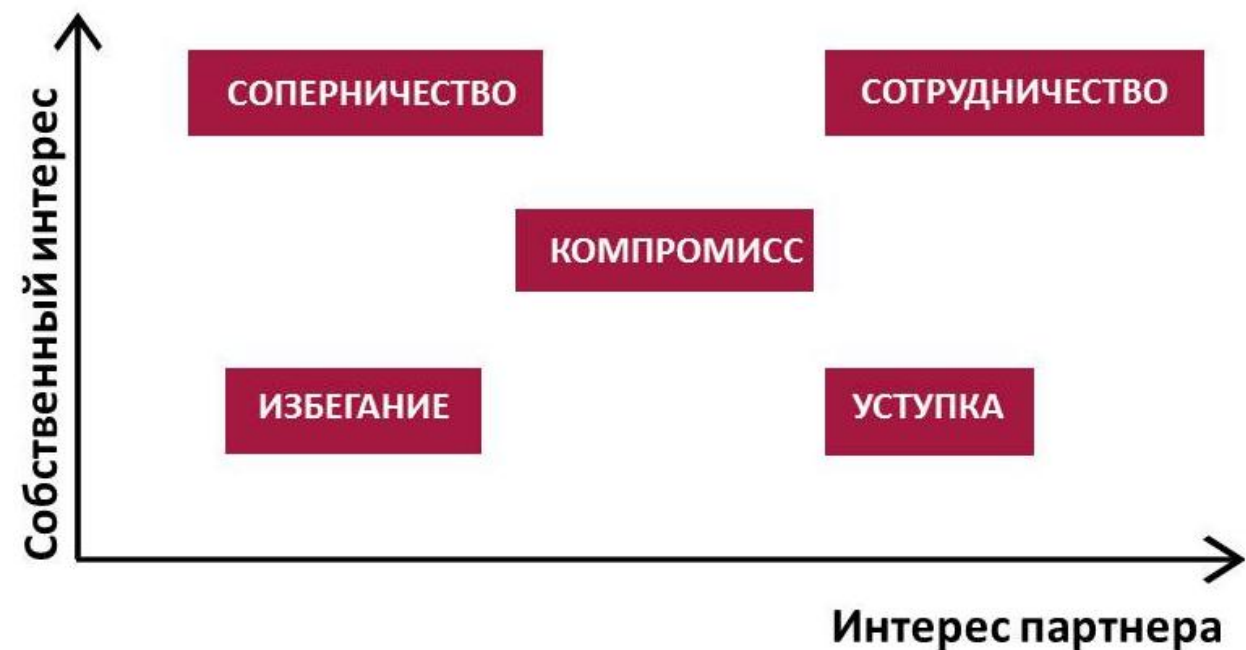 Собственный интерес
СОПЕРНИЧЕСТВО
СОТРУДНИЧЕСТВО
КОМПРОМИСС
ИЗБЕГАНИЕ
УСТУПКА
Интерес партнера